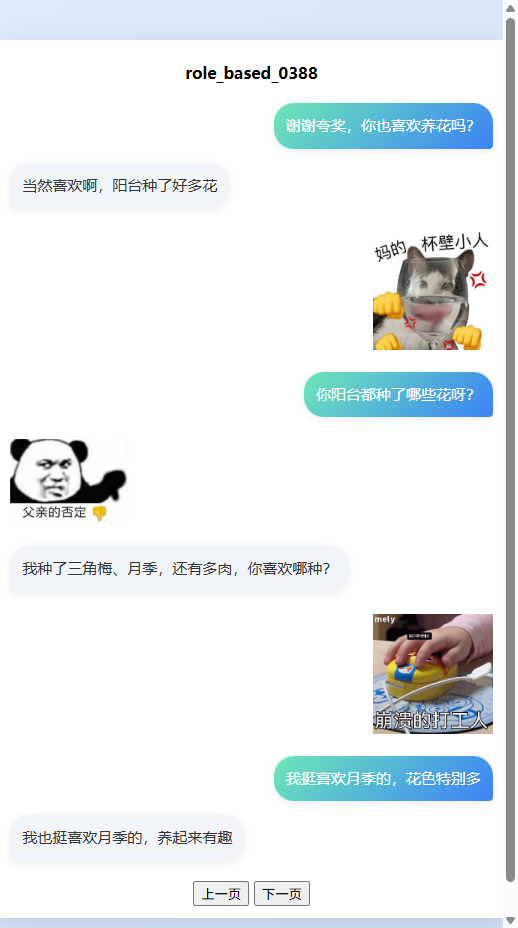 role_based_0388
谢谢夸奖，你也喜欢养花吗？
当然喜欢啊，阳台种了好多花
妈的 杯壁小人
你阳台都种了哪些花呀？
父亲的否定
我种了三角梅、月季，还有多肉，你喜欢哪种？
mely
崩溃的打工人
我挺喜欢月季的，花色特别多
我也挺喜欢月季的，养起来有趣
上一页 下一页